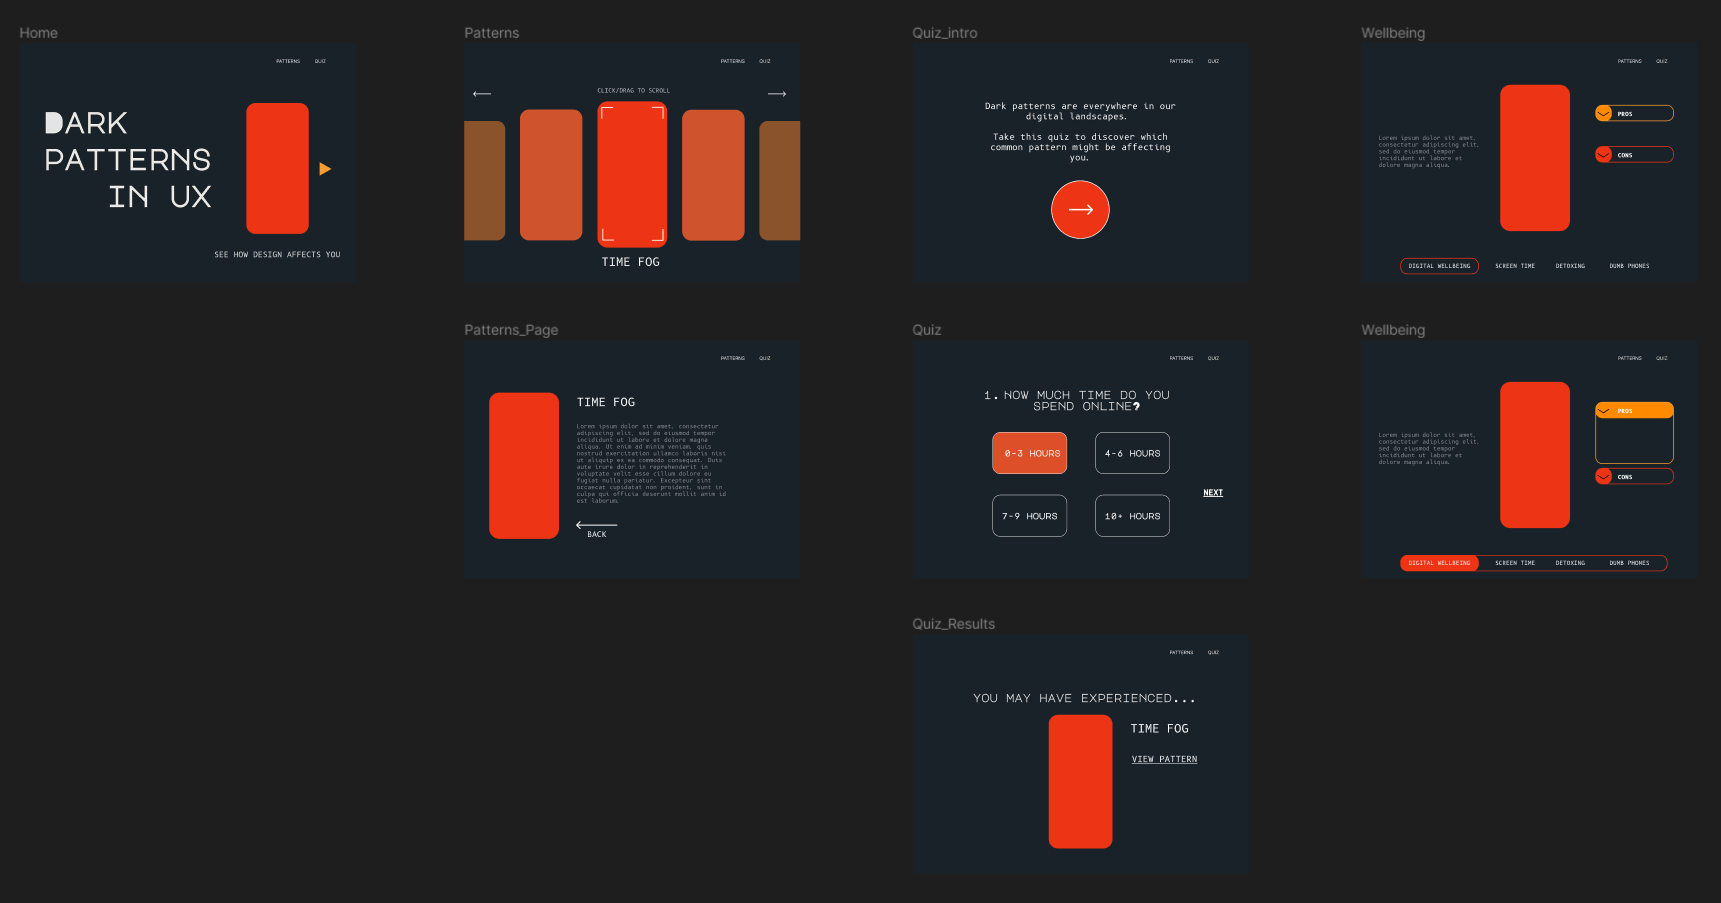 Home
PATTERNS QUIZ
DARK
PATTERNS
IN UX
SEE HOW DESIGN AFFECTS YOU
Patterns
PATTERNS QUIZ
CLICK/DRAG TO SCROLL
TIME FOG
Quiz_intro
PATTERNS QUIZ
Dark patterns are everywhere in our
digital landscapes.
Take this quiz to discover which
common pattern might be affecting
you.
Wellbeing
PATTERNS QUIZ
Lorem ipsum dolor sit amet,
consectetur adipiscing elit,
sed do eiusmod tempor
incididunt ut labore et
dolore magna aliqua.
PROS
CONS
DIGITAL WELLBEING SCREEN TIME DETOXING DUMB PHONES
Patterns_Page
PATTERNS QUIZ
TIME FOG
Lorem ipsum dolor sit amet, consectetur
adipiscing elit, sed do eiusmod tempor
incididunt ut labore et dolore magna
aliqua. Ut enim ad minim veniam, quis
nostrud exercitation ullamco laboris nisi
ut aliquip ex ea commodo consequat. Duis
aute irure dolor in reprehenderit in
voluptate velit esse cillum dolore eu
fugiat nulla pariatur. Excepteur sint
occaecat cupidatat non proident, sunt in
culpa qui officia deserunt mollit anim id
est laborum.
BACK
Quiz
PATTERNS QUIZ
1. HOW MUCH TIME DO YOU
SPEND ONLINE?
0-3 HOURS
4-6 HOURS
7-9 HOURS
10+ HOURS
NEXT
Wellbeing
PATTERNS QUIZ
Lorem ipsum dolor sit amet,
consectetur adipiscing elit,
sed do eiusmod tempor
incididunt ut labore et
dolore magna aliqua.
PROS
CONS
DIGITAL WELLBEING SCREEN TIME DETOXING DUMB PHONES
Quiz_Results
PATTERNS QUIZ
YOU MAY HAVE EXPERIENCED...
TIME FOG
VIEW PATTERN